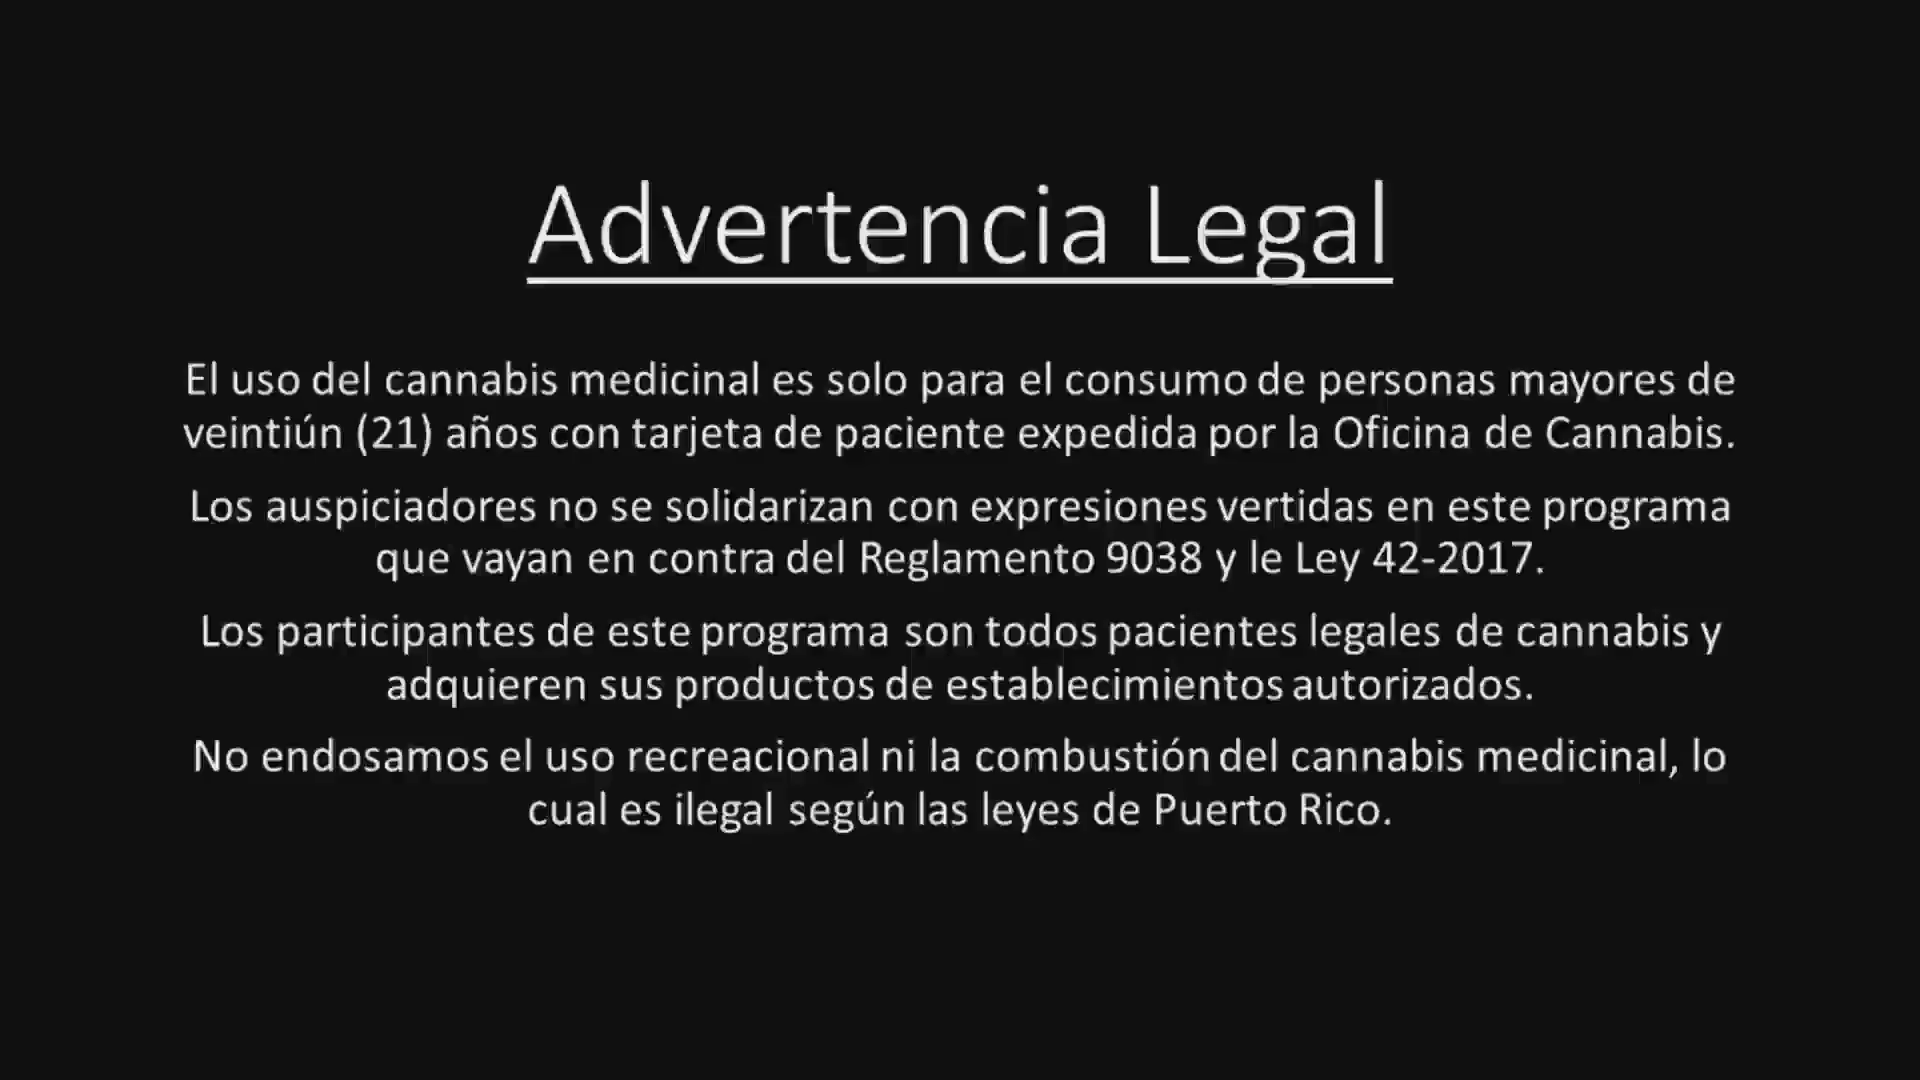 Advertencia Legal
El uso del cannabis medicinal es solo para el consumo de personas mayores de
veintiún (21) años con tarjeta de paciente expedida por la Oficina de Cannabis.
Los auspiciadores no se solidarizan con expresiones vertidas en este programa
que vayan en contra del Reglamento 9038 y le Ley 42-2017.
Los participantes de este programa son todos pacientes legales de cannabis y
adquieren sus productos de establecimientos autorizados.
No endosamos el uso recreacional ni la combustión del cannabis medicinal, lo
cual es ilegal según las leyes de Puerto Rico.